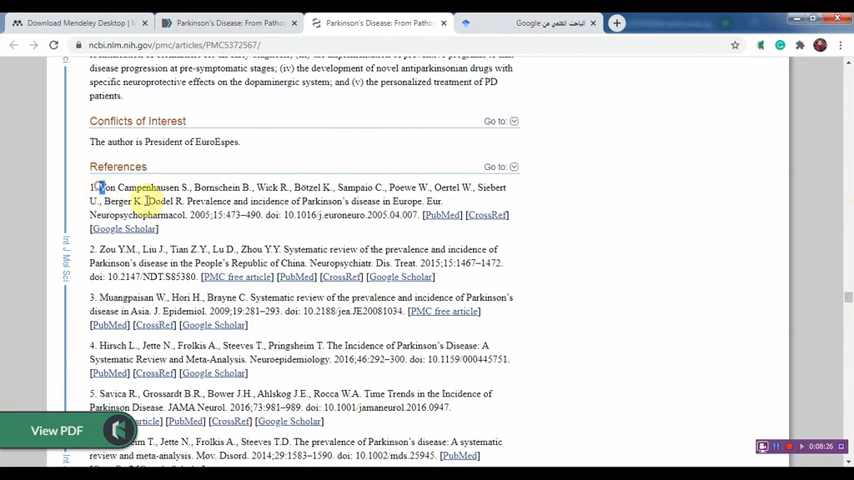 Download Mendeley Desktop | M
Parkinson's Disease: From Pathog
Parkinson's Disease: From Pathog
الباحث العلمي من Google
ncbi.nlm.nih.gov/pmc/articles/PMC5372567/
disease progression at pre-symptomatic stages; (iv) the development of novel antiparkinsonian drugs with
specific neuroprotective effects on the dopaminergic system; and (v) the personalized treatment of PD
patients.
Conflicts of Interest
Go to:
The author is President of EuroEspes.
References
Go to:
1. Von Campenhausen S., Bornschein B., Wick R., Bötzel K., Sampaio C., Poewe W., Oertel W., Siebert
U., Berger K., Dodel R. Prevalence and incidence of Parkinson's disease in Europe. Eur.
Neuropsychopharmacol. 2005;15:473–490. doi: 10.1016/j.euroneuro.2005.04.007. [PubMed] [CrossRef]
[Google Scholar]
2. Zou Y.M., Liu J., Tian Z.Y., Lu D., Zhou Y.Y. Systematic review of the prevalence and incidence of
Parkinson's disease in the People's Republic of China. Neuropsychiatr. Dis. Treat. 2015;15:1467–1472.
doi: 10.2147/NDT.S85380. [PMC free article] [PubMed] [CrossRef] [Google Scholar]
3. Muangpaisan W., Hori H., Brayne C. Systematic review of the prevalence and incidence of Parkinson's
disease in Asia. J. Epidemiol. 2009;19:281–293. doi: 10.2188/jea.JE20081034. [PMC free article]
[PubMed] [CrossRef] [Google Scholar]
4. Hirsch L., Jette N., Frolkis A., Steeves T., Pringsheim T. The Incidence of Parkinson's Disease: A
Systematic Review and Meta-Analysis. Neuroepidemiology. 2016;46:292–300. doi: 10.1159/000445751.
[PubMed] [CrossRef] [Google Scholar]
5. Savica R., Grossardt B.R., Bower J.H., Ahlskog J.E., Rocca W.A. Time Trends in the Incidence of
Parkinson Disease. JAMA Neurol. 2016;73:981–989. doi: 10.1001/jamaneurol.2016.0947.
article] [PubMed] [CrossRef] [Google Scholar]
T., Jette N., Frolkis A., Steeves T.D. The prevalence of Parkinson's disease: A systematic
review and meta-analysis. Mov. Disord. 2014;29:1583–1590. doi: 10.1002/mds.25945. [PubMed]
Int J Mol Sci
View PDF
0:08:26